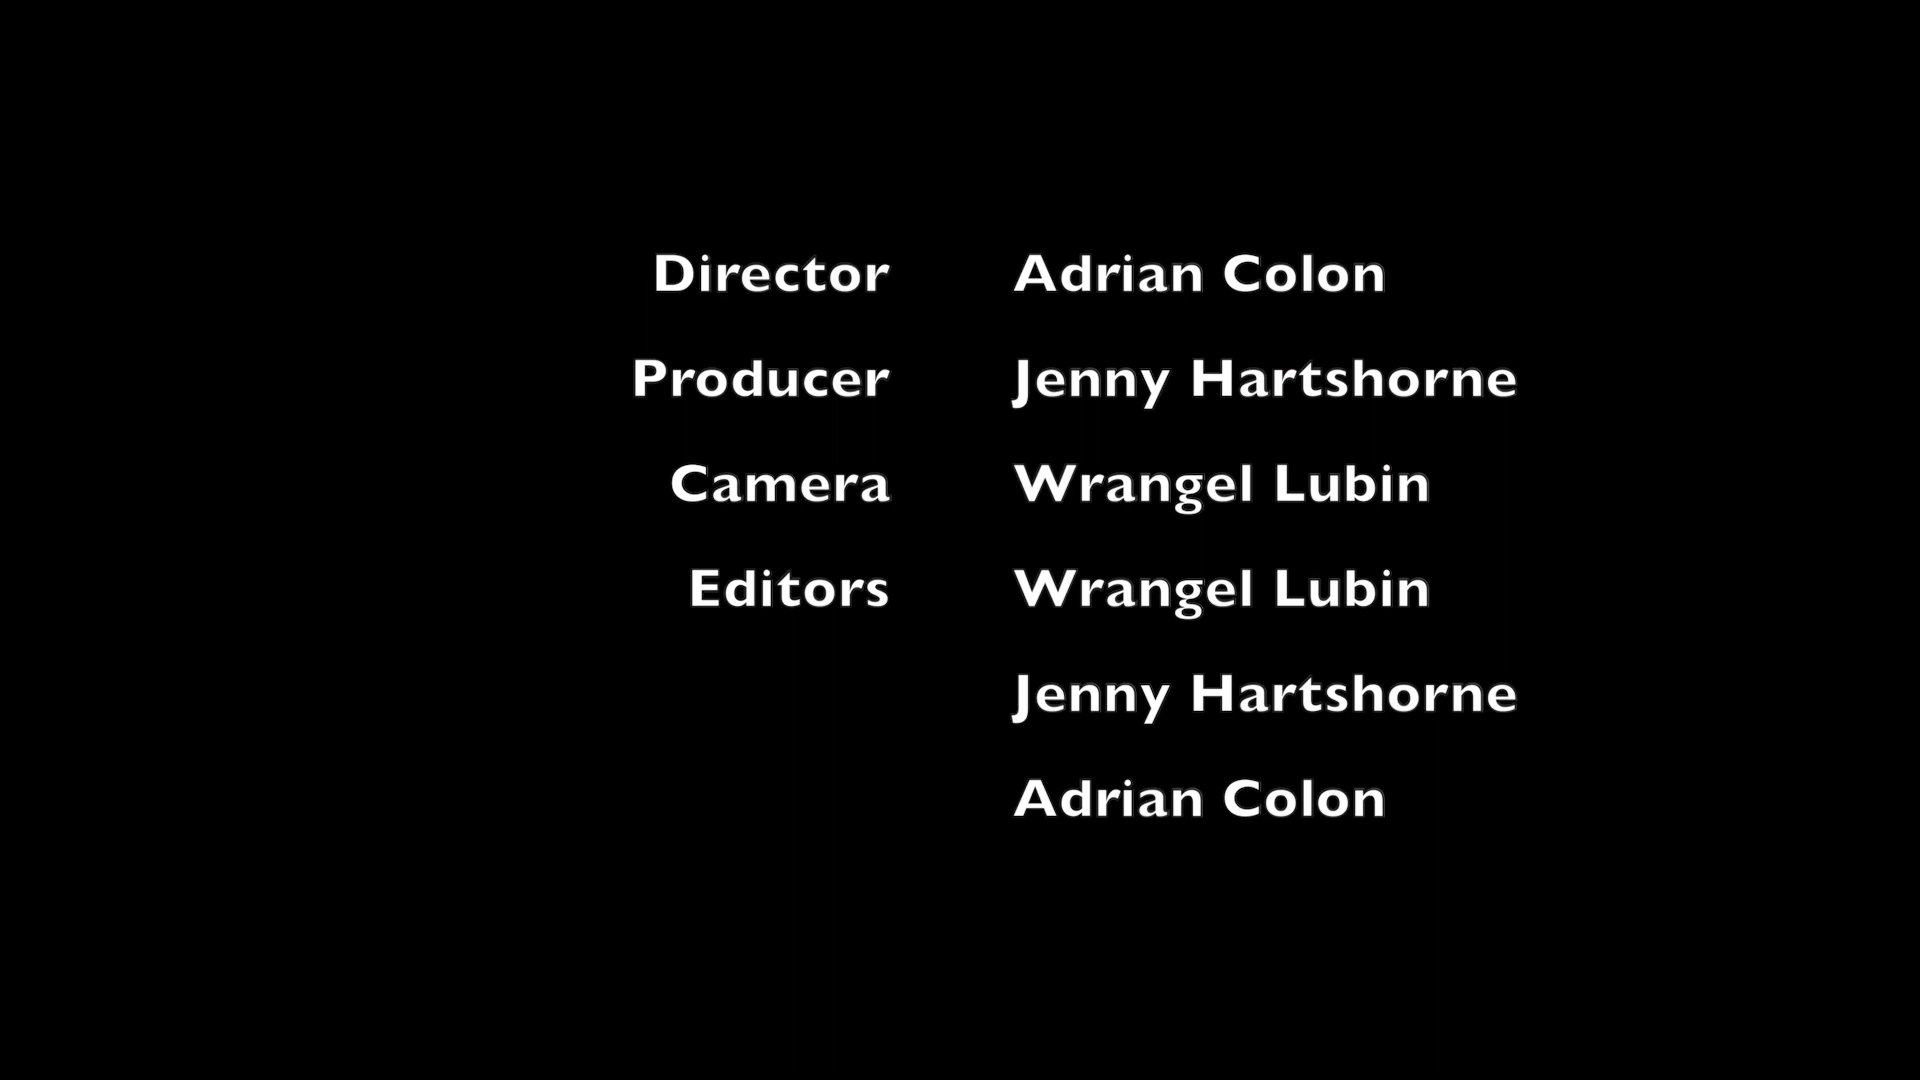 Director Adrian Colon
Producer Jenny Hartshorne
Camera Wrangel Lubin
Editors Wrangel Lubin
Jenny Hartshorne
Adrian Colon